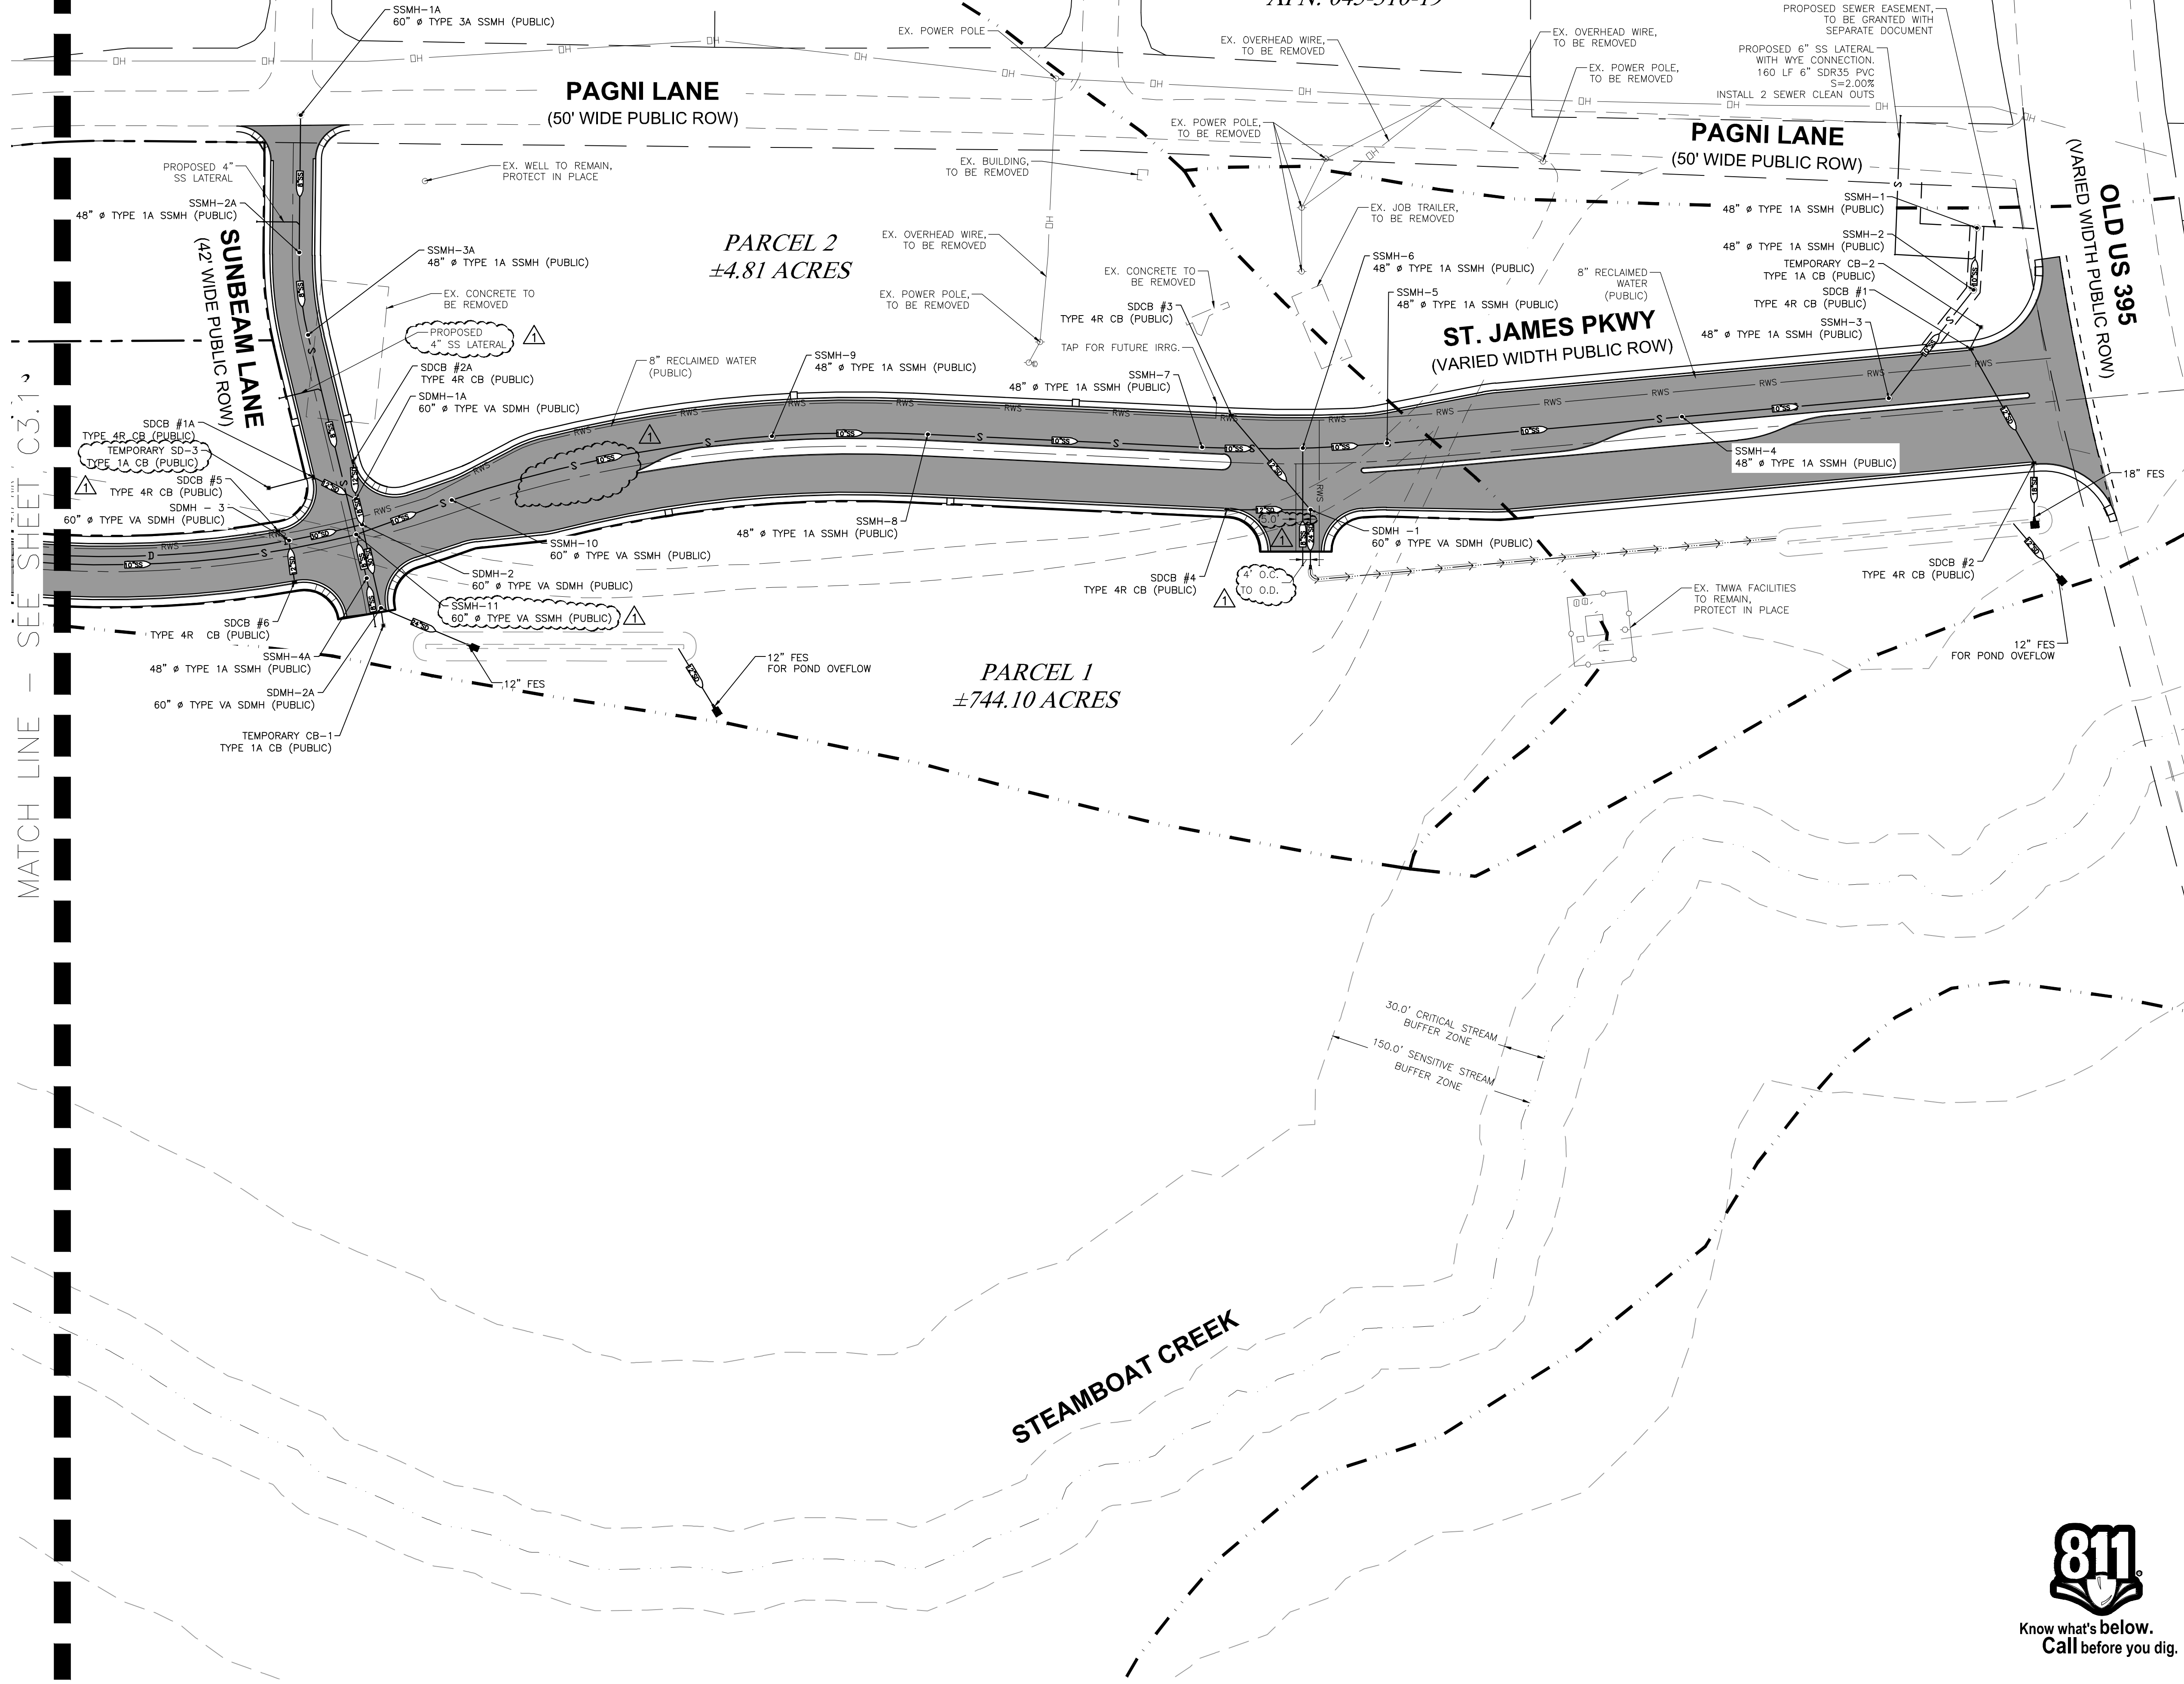 SSMH-1A
60" ø TYPE 3A SSMH (PUBLIC)
EX. POWER POLE
EX. OVERHEAD WIRE,
TO BE REMOVED
EX. OVERHEAD WIRE,
TO BE REMOVED
EX. POWER POLE,
TO BE REMOVED
PROPOSED SEWER EASEMENT,
TO BE GRANTED WITH
SEPARATE DOCUMENT
PROPOSED 6" SS LATERAL
WITH WYE CONNECTION.
160 LF 6" SDR35 PVC
S=2.00%
INSTALL 2 SEWER CLEAN OUTS
PAGNI LANE
(50' WIDE PUBLIC ROW)
PAGNI LANE
(50' WIDE PUBLIC ROW)
OLD US 395
(VARIED WIDTH PUBLIC ROW)
EX. POWER POLE,
TO BE REMOVED
EX. BUILDING,
TO BE REMOVED
EX. WELL TO REMAIN,
PROTECT IN PLACE
PROPOSED 4"
SS LATERAL
SSMH-2A
48" ø TYPE 1A SSMH (PUBLIC)
SUNBEAM LANE
(42' WIDE PUBLIC ROW)
SSMH-3A
48" ø TYPE 1A SSMH (PUBLIC)
PARCEL 2
±4.81 ACRES
EX. OVERHEAD WIRE,
TO BE REMOVED
EX. JOB TRAILER,
TO BE REMOVED
SSMH-1
48" ø TYPE 1A SSMH (PUBLIC)
SSMH-2
48" ø TYPE 1A SSMH (PUBLIC)
TEMPORARY CB-2
TYPE 1A CB (PUBLIC)
SDCB #1
TYPE 4R CB (PUBLIC)
SSMH-3
48" ø TYPE 1A SSMH (PUBLIC)
SSMH-6
48" ø TYPE 1A SSMH (PUBLIC)
SSMH-5
48" ø TYPE 1A SSMH (PUBLIC)
8" RECLAIMED
WATER
(PUBLIC)
EX. CONCRETE TO
BE REMOVED
EX. CONCRETE TO
BE REMOVED
EX. POWER POLE,
TO BE REMOVED
SDCB #3
TYPE 4R CB (PUBLIC)
ST. JAMES PKWY
(VARIED WIDTH PUBLIC ROW)
PROPOSED
4" SS LATERAL
1
TAP FOR FUTURE IRRG.
SSMH-7
48" ø TYPE 1A SSMH (PUBLIC)
8" RECLAIMED WATER
(PUBLIC)
SSMH-9
48" ø TYPE 1A SSMH (PUBLIC)
SDCB #2A
TYPE 4R CB (PUBLIC)
SDMH-1A
60" ø TYPE VA SDMH (PUBLIC)
SDCB #1A
TYPE 4R CB (PUBLIC)
TEMPORARY SD-3
TYPE 1A CB (PUBLIC)
1
SDCB #5
TYPE 4R CB (PUBLIC)
SDMH - 3
60" ø TYPE VA SDMH (PUBLIC)
1
SSMH-4
48" ø TYPE 1A SSMH (PUBLIC)
18" FES
SSMH-8
48" ø TYPE 1A SSMH (PUBLIC)
SSMH-10
60" ø TYPE VA SSMH (PUBLIC)
SDMH -1
60" ø TYPE VA SDMH (PUBLIC)
5.0'
1
SDMH-2
60" ø TYPE VA SDMH (PUBLIC)
SSMH-11
60" ø TYPE VA SSMH (PUBLIC)
1
SDCB #4
TYPE 4R CB (PUBLIC)
4' O.C.
TO O.D.
1
SDCB #2
TYPE 4R CB (PUBLIC)
EX. TMWA FACILITIES
TO REMAIN,
PROTECT IN PLACE
SDCB #6
TYPE 4R CB (PUBLIC)
SSMH-4A
48" ø TYPE 1A SSMH (PUBLIC)
SDMH-2A
60" ø TYPE VA SDMH (PUBLIC)
TEMPORARY CB-1
TYPE 1A CB (PUBLIC)
12" FES
12" FES
FOR POND OVEFLOW
12" FES
FOR POND OVEFLOW
PARCEL 1
±744.10 ACRES
MATCH LINE - SEE SHEET C3.1
30.0' CRITICAL STREAM
BUFFER ZONE
150.0' SENSITIVE STREAM
BUFFER ZONE
STEAMBOAT CREEK
811
Know what's below.
Call before you dig.